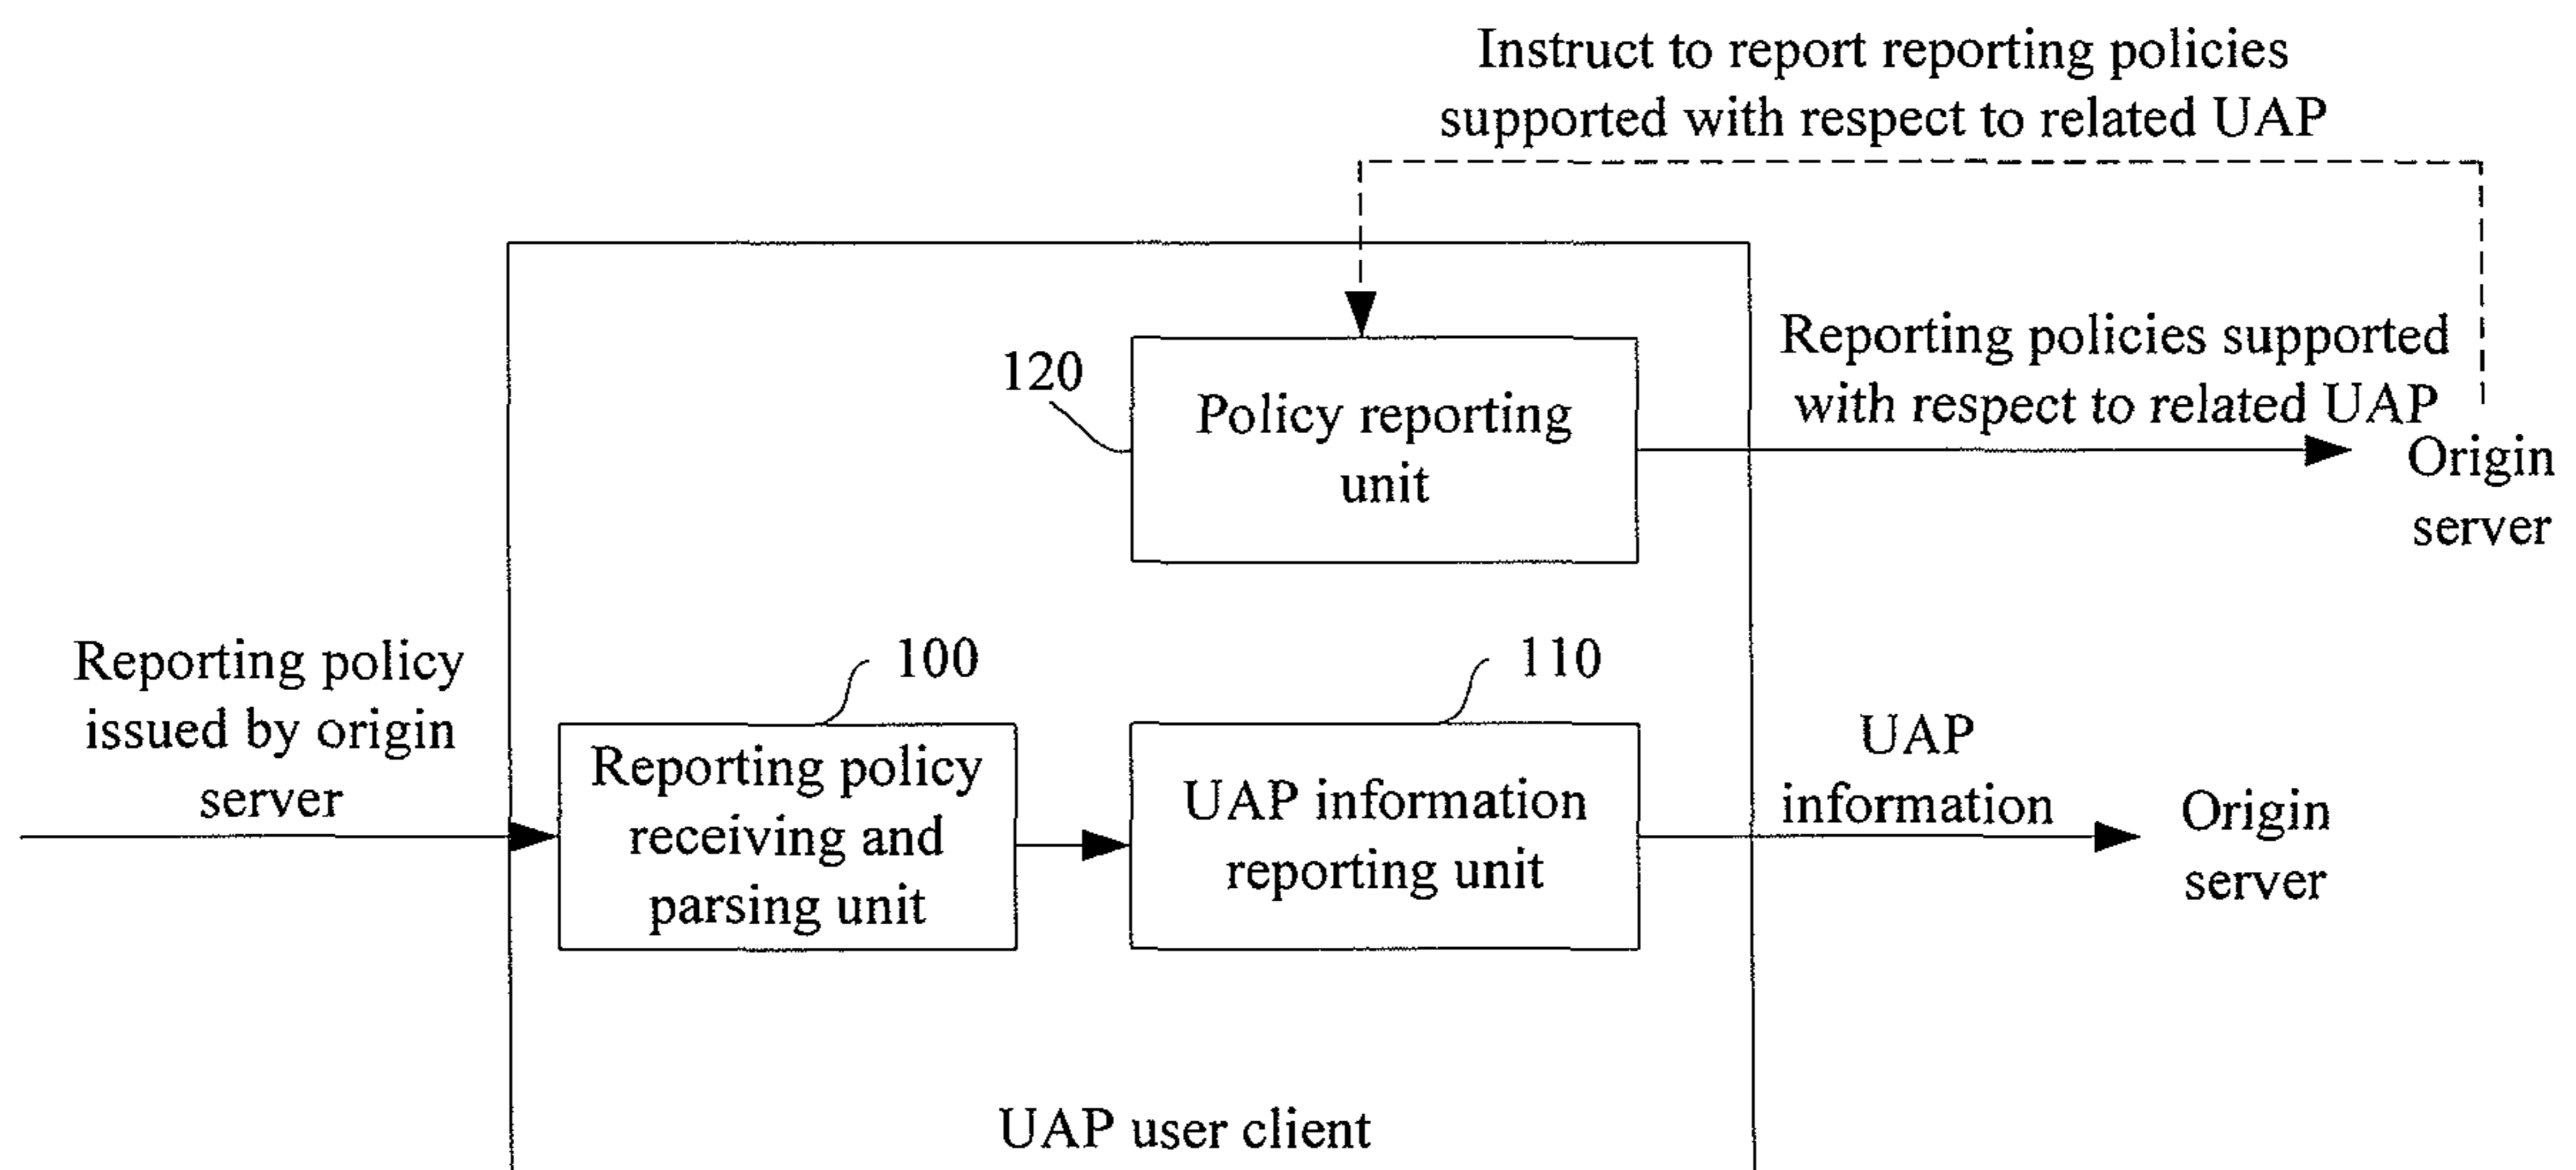 Instruct to report reporting policies
supported with respect to related UAP
Reporting policies supported
with respect to related UAP
120
Policy reporting
unit
Origin
server
Reporting policy
issued by origin
server
100
110
Reporting policy
receiving and
parsing unit
UAP information
reporting unit
UAP
information
Origin
server
UAP user client